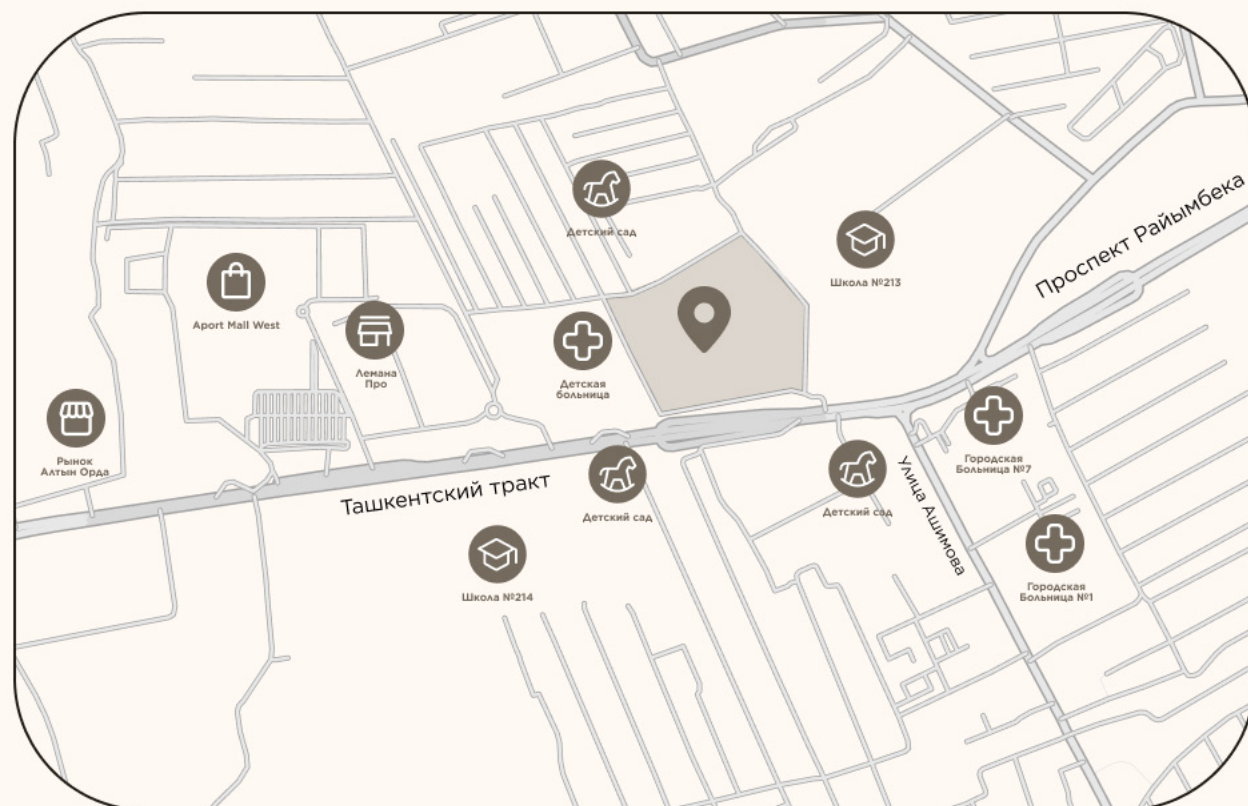 Проспект Райымбека
Детский сад
Школа №213
Aport Mall West
Лемана
Про
Детская
больница
Рынок
Алтын Орда
Городская
Больница №7
Ташкентский тракт
Детский сад
Детский сад
Улица Ашимова
Школа №214
Городская
Больница №1